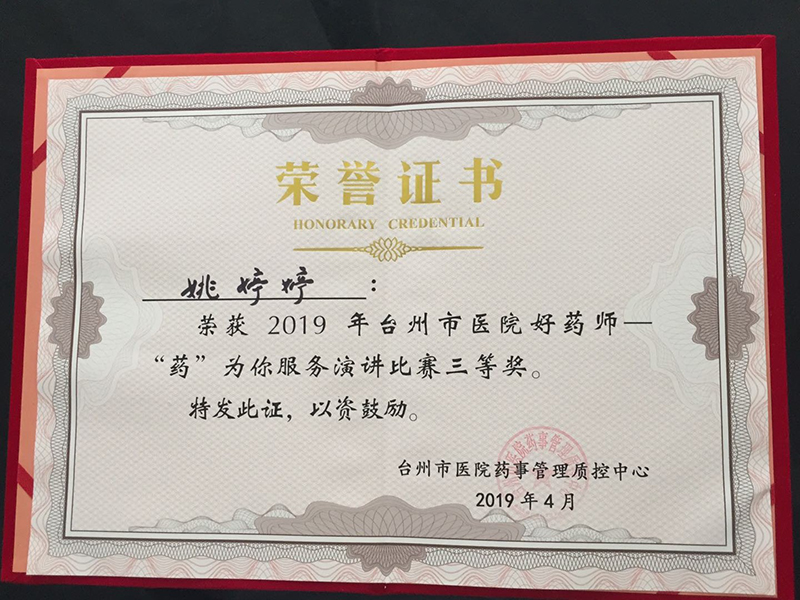 荣誉证书
HONORARY CREDENTIAL
姚婷婷：
荣获 2019 年台州市医院好药师—
“药”为你服务演讲比赛三等奖。
特发此证，以资鼓励。
台州市医院药事管理质控中心
2019 年 4 月